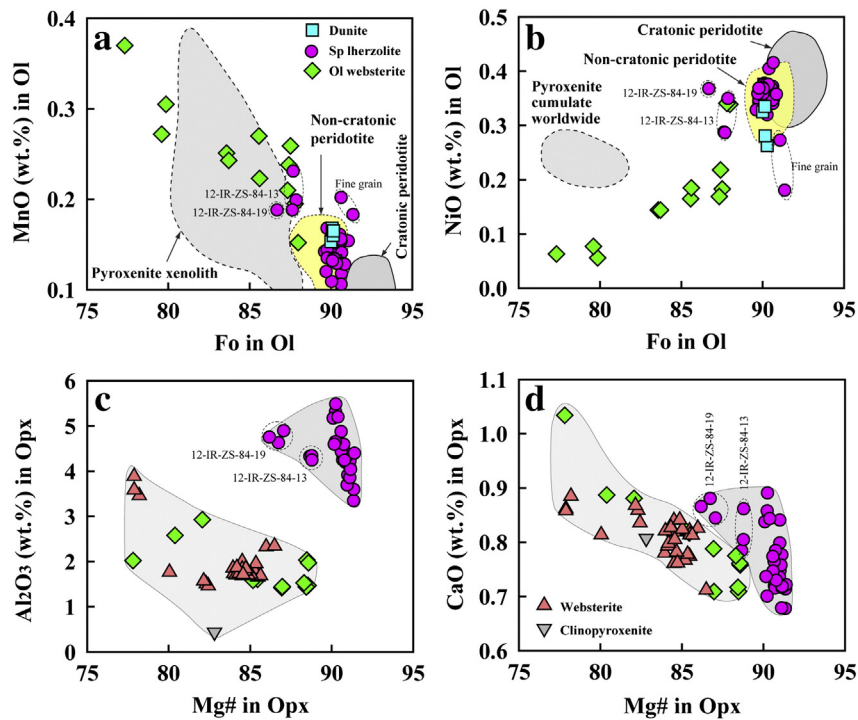 a
Dunite
Sp lherzolite
Ol websterite
Non-cratonic
peridotite
12-IR-ZS-84-13
12-IR-ZS-84-19
Fine grain
Pyroxenite xenolith
Cratonic peridotite
MnO (wt.%) in Ol
0.4
0.3
0.2
0.1
75 80 85 90 95
Fo in Ol
b
Cratonic peridotite
Non-cratonic peridotite
12-IR-ZS-84-19
Pyroxenite
cumulate
worldwide
12-IR-ZS-84-13
Fine grain
NiO (wt.%) in Ol
0.5
0.4
0.3
0.2
0.1
0.0
75 80 85 90 95
Fo in Ol
c
12-IR-ZS-84-19
12-IR-ZS-84-13
Al2O3 (wt.%) in Opx
6
5
4
3
2
1
0
75 80 85 90 95
Mg# in Opx
d
12-IR-ZS-84-19
12-IR-ZS-84-13
Websterite
Clinopyroxenite
CaO (wt.%) in Opx
1.1
1.0
0.9
0.8
0.7
0.6
75 80 85 90 95
Mg# in Opx